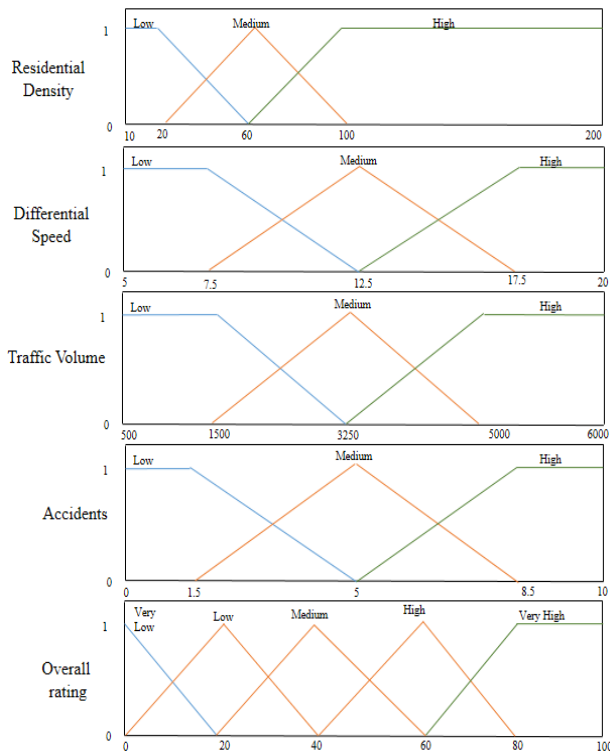 Low Medium High
1
Residential
Density
0
10 20 60 100 200
Low Medium High
1
Differential
Speed
0
5 7.5 12.5 17.5 20
Low Medium High
1
Traffic Volume
0
500 1500 3250 5000 6000
Low Medium High
1
Accidents
0
0 1.5 5 8.5 10
Very
Low
Low Medium High Very High
1
Overall
rating
0
0 20 40 60 80 100